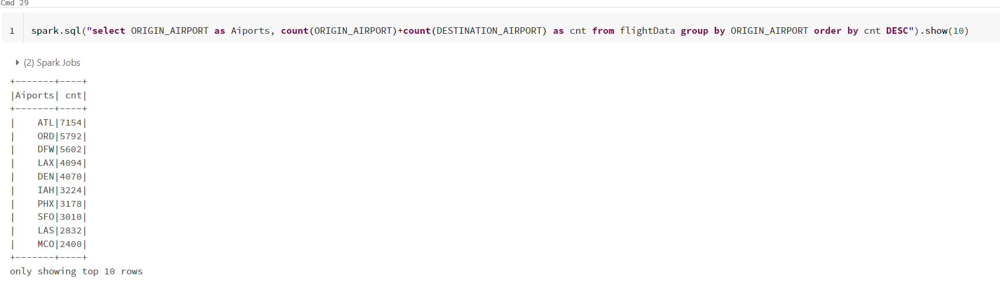 Cmd 29
1 spark.sql("select ORIGIN_AIRPORT as Aiports, count(ORIGIN_AIRPORT)+count(DESTINATION_AIRPORT) as cnt from flightData group by ORIGIN_AIRPORT order by cnt DESC").show(10)
(2) Spark Jobs
+-------+----+
|Aiports| cnt|
+-------+----+
|    ATL|7154|
|    ORD|5792|
|    DFW|5602|
|    LAX|4094|
|    DEN|4070|
|    IAH|3224|
|    PHX|3178|
|    SFO|3010|
|    LAS|2832|
|    MCO|2400|
+-------+----+
only showing top 10 rows